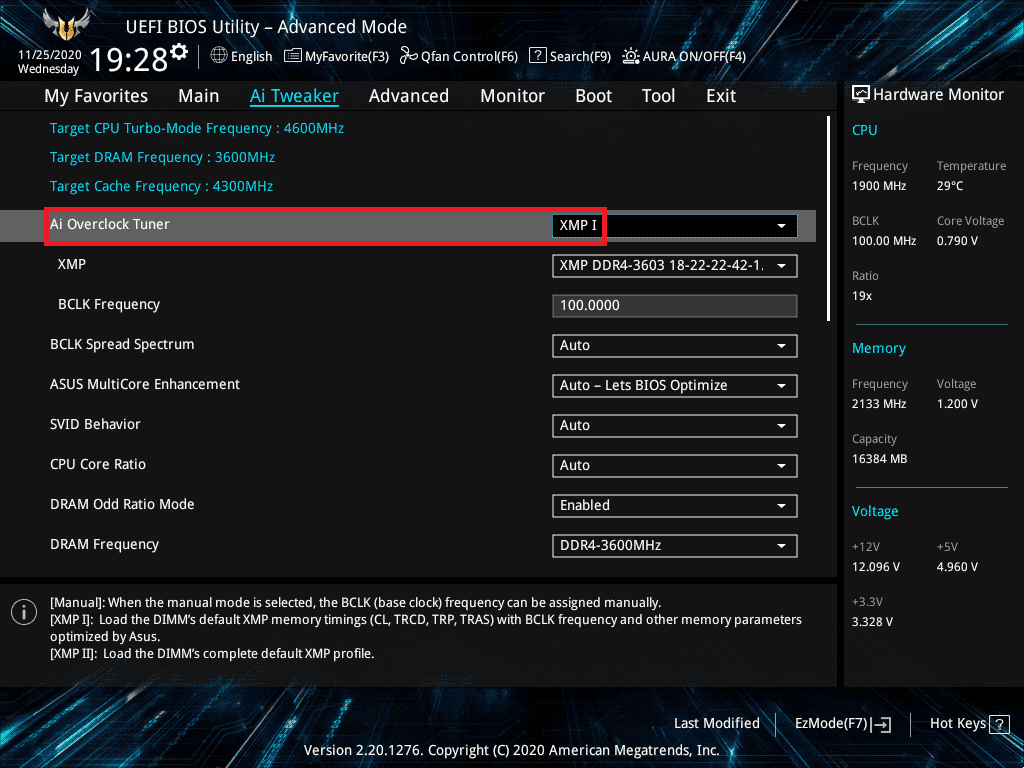 UEFI BIOS Utility – Advanced Mode
11/25/2020
Wednesday
19:28
English
MyFavorite(F3)
Qfan Control(F6)
? Search(F9)
AURA ON/OFF(F4)
My Favorites Main Ai Tweaker Advanced Monitor Boot Tool Exit
Target CPU Turbo-Mode Frequency : 4600MHz
Target DRAM Frequency : 3600MHz
Target Cache Frequency : 4300MHz
Ai Overclock Tuner XMP I
XMP XMP DDR4-3603 18-22-22-42-1.
BCLK Frequency 100.0000
BCLK Spread Spectrum Auto
ASUS MultiCore Enhancement Auto – Lets BIOS Optimize
SVID Behavior Auto
CPU Core Ratio Auto
DRAM Odd Ratio Mode Enabled
DRAM Frequency DDR4-3600MHz
[Manual]: When the manual mode is selected, the BCLK (base clock) frequency can be assigned manually.
[XMP I]: Load the DIMM's default XMP memory timings (CL, TRCD, TRP, TRAS) with BCLK frequency and other memory parameters
optimized by Asus.
[XMP II]: Load the DIMM's complete default XMP profile.
Hardware Monitor
CPU
Frequency Temperature
1900 MHz 29°C
BCLK Core Voltage
100.00 MHz 0.790 V
Ratio
19x
Memory
Frequency Voltage
2133 MHz 1.200 V
Capacity
16384 MB
Voltage
+12V +5V
12.096 V 4.960 V
+3.3V
3.328 V
Last Modified
EzMode(F7)
Hot Keys ?
Version 2.20.1276. Copyright (C) 2020 American Megatrends, Inc.